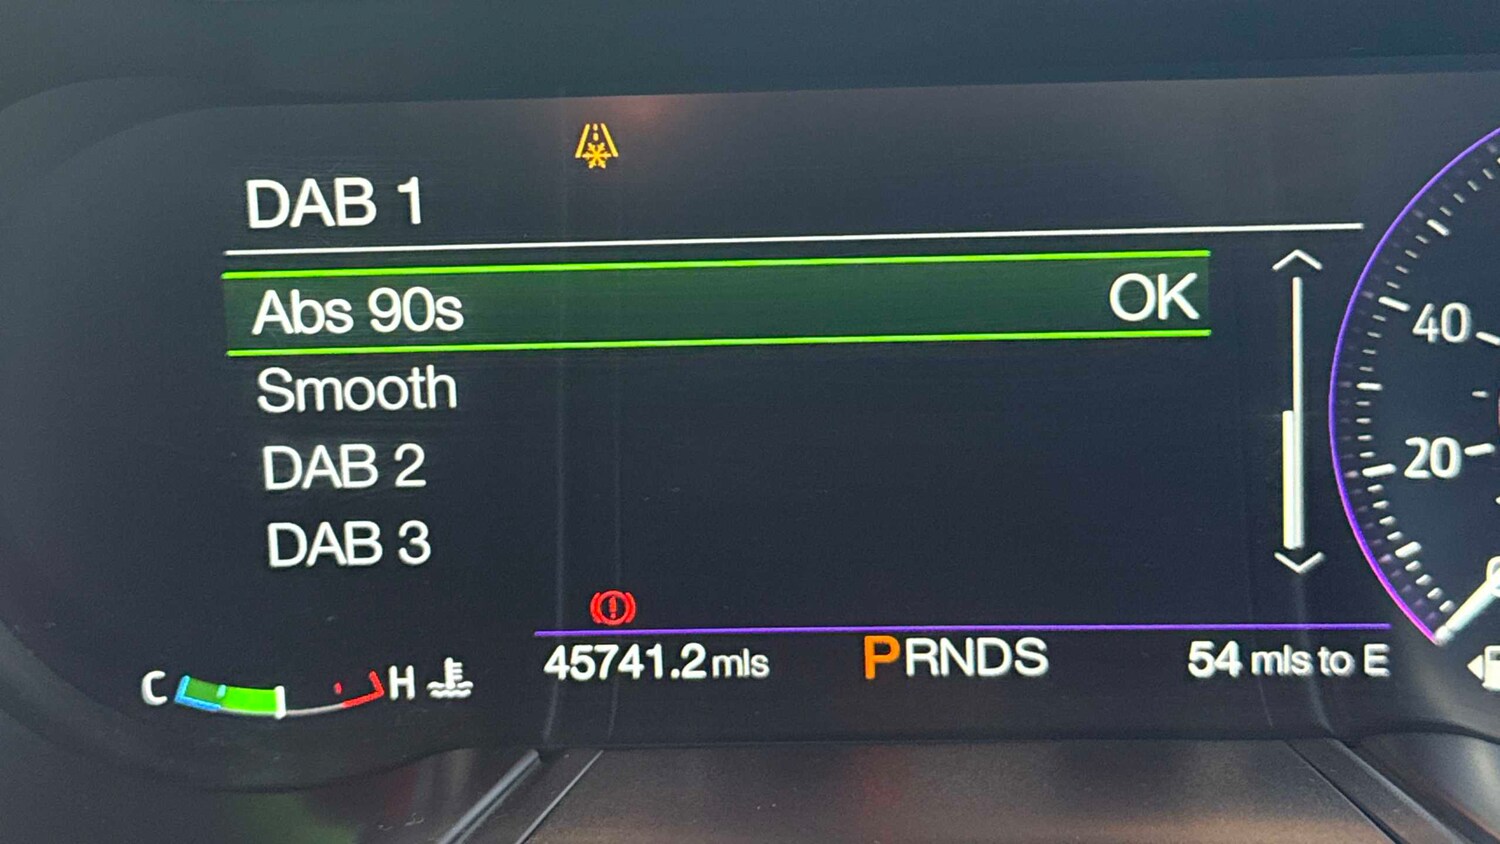 DAB 1
Abs 90s OK
Smooth
DAB 2
DAB 3
40
20
C H
45741.2 mls PRNDS 54 mls to E